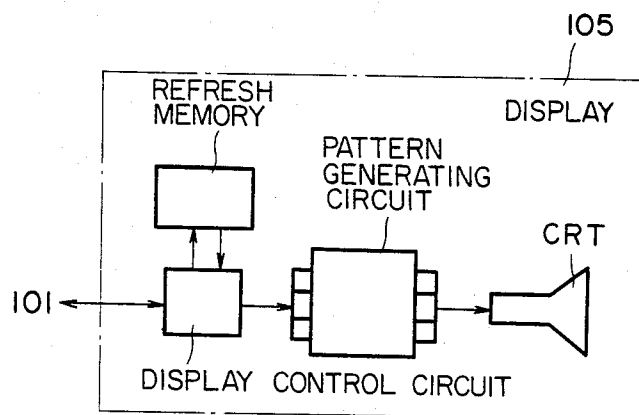 105
REFRESH
MEMORY
DISPLAY
PATTERN
GENERATING
CIRCUIT
CRT
101
DISPLAY CONTROL CIRCUIT